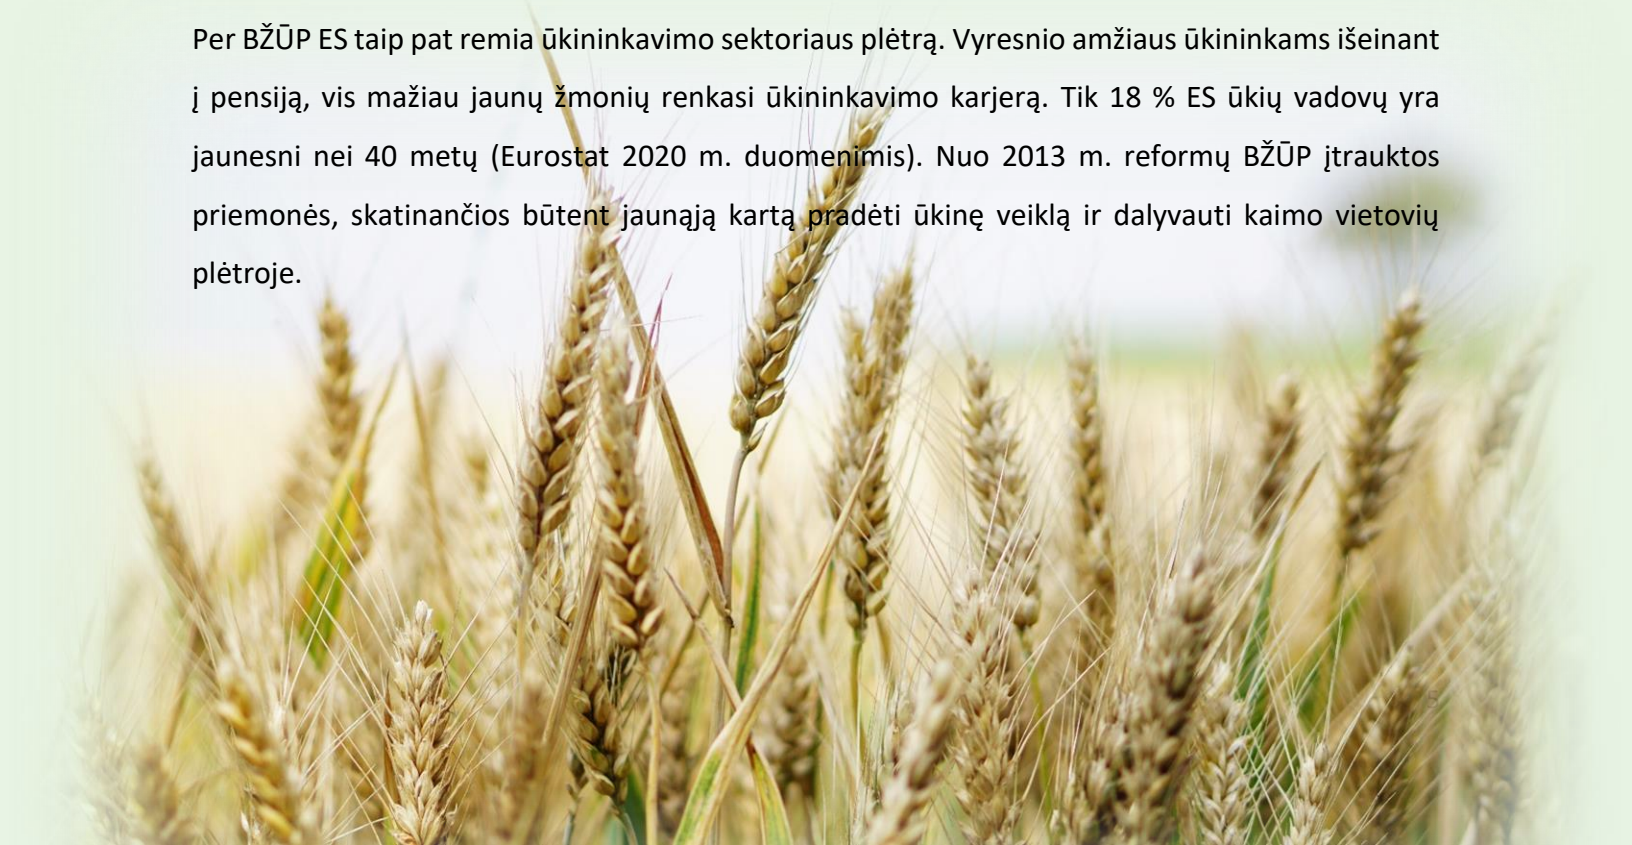 Per BŽŪP ES taip pat remia ūkininkavimo sektoriaus plėtrą. Vyresnio amžiaus ūkininkams išeinant
į pensiją, vis mažiau jaunų žmonių renkasi ūkininkavimo karjerą. Tik 18 % ES ūkių vadovų yra
jaunesni nei 40 metų (Eurostat 2020 m. duomenimis). Nuo 2013 m. reformų BŽŪP įtrauktos
priemonės, skatinančios būtent jaunąją kartą pradėti ūkinę veiklą ir dalyvauti kaimo vietovių
plėtroje.
5